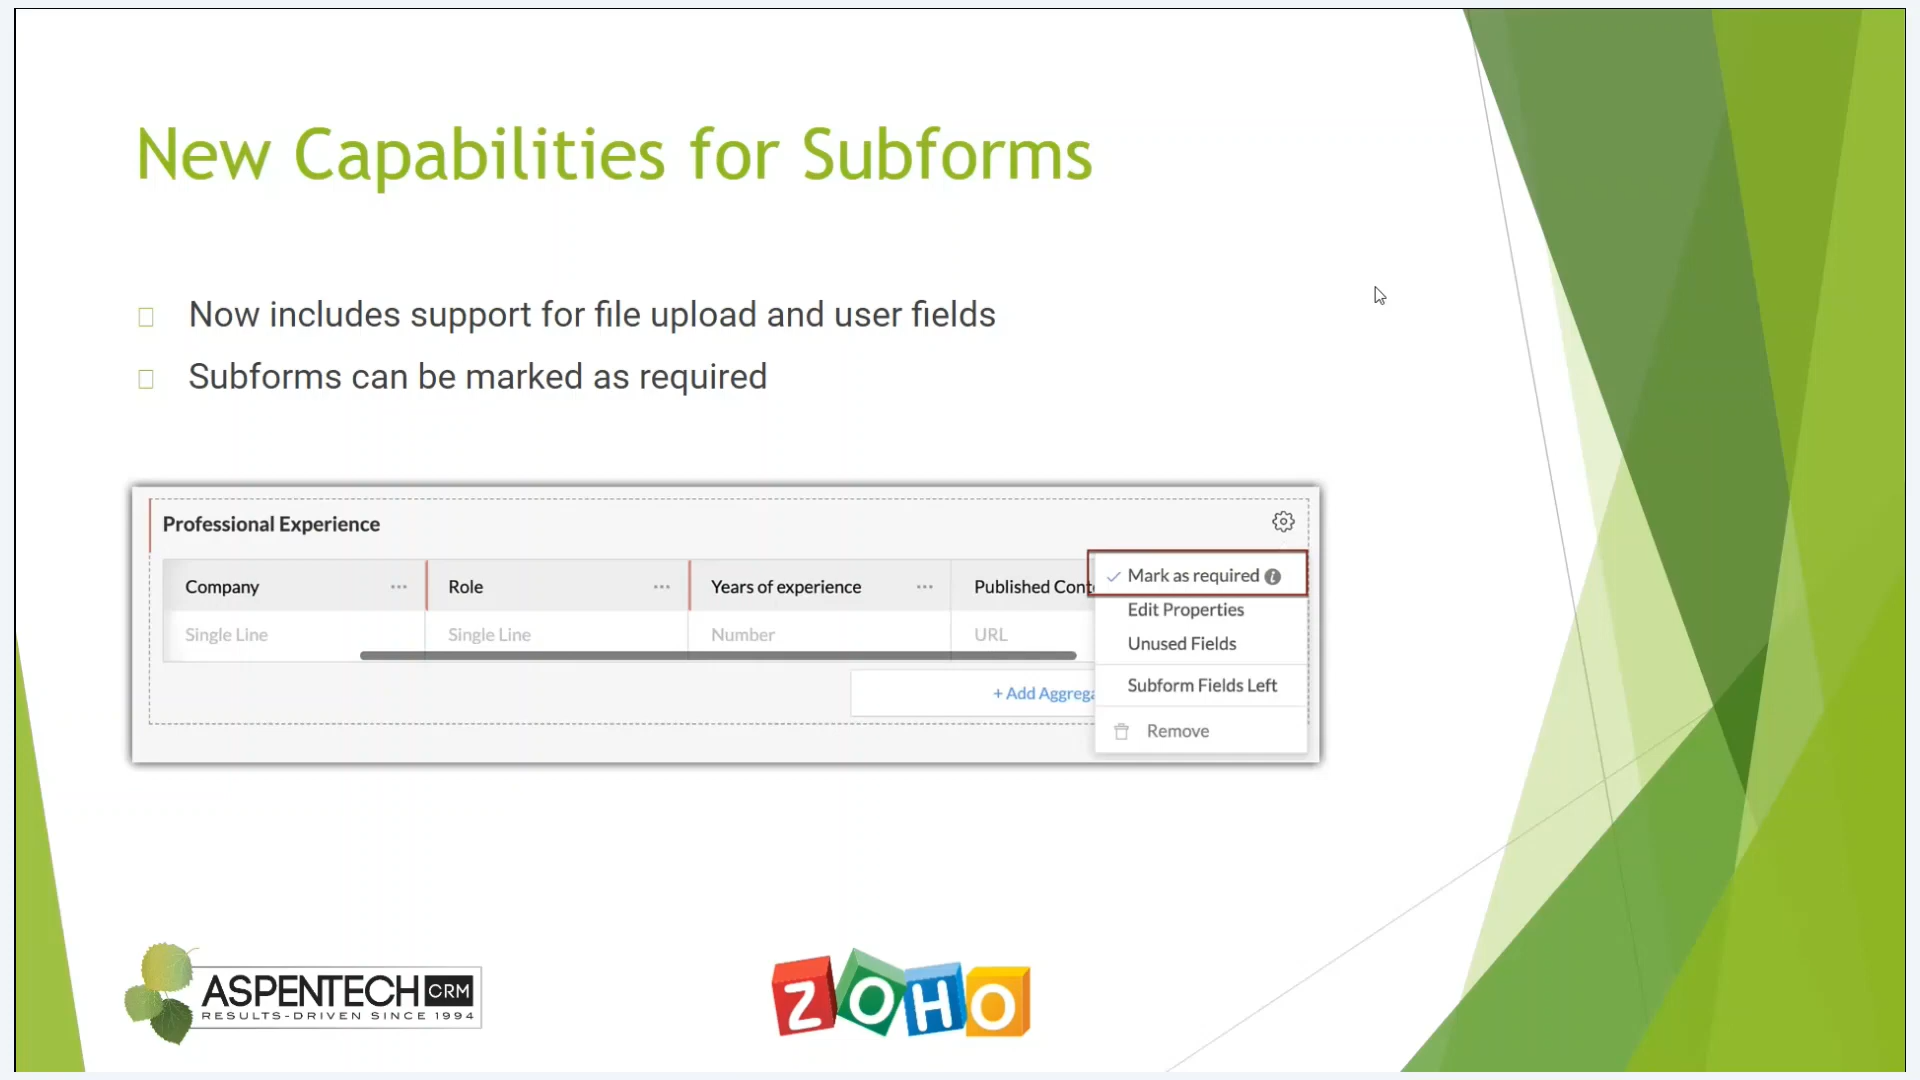 New Capabilities for Subforms
Now includes support for file upload and user fields
Subforms can be marked as required
Professional Experience
Company Role Years of experience Published Cont
Mark as required
Edit Properties
Single Line Single Line Number URL
Unused Fields
Subform Fields Left
+ Add Aggrega
Remove
ASPENTECH CRM
RESULTS-DRIVEN SINCE 1994
ZOHO